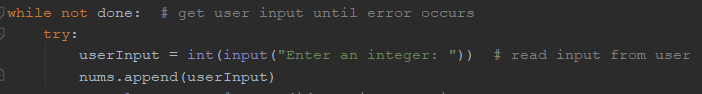 while not done:  # get user input until error occurs
    try:
        userInput = int(input("Enter an integer: "))  # read input from user
        nums.append(userInput)